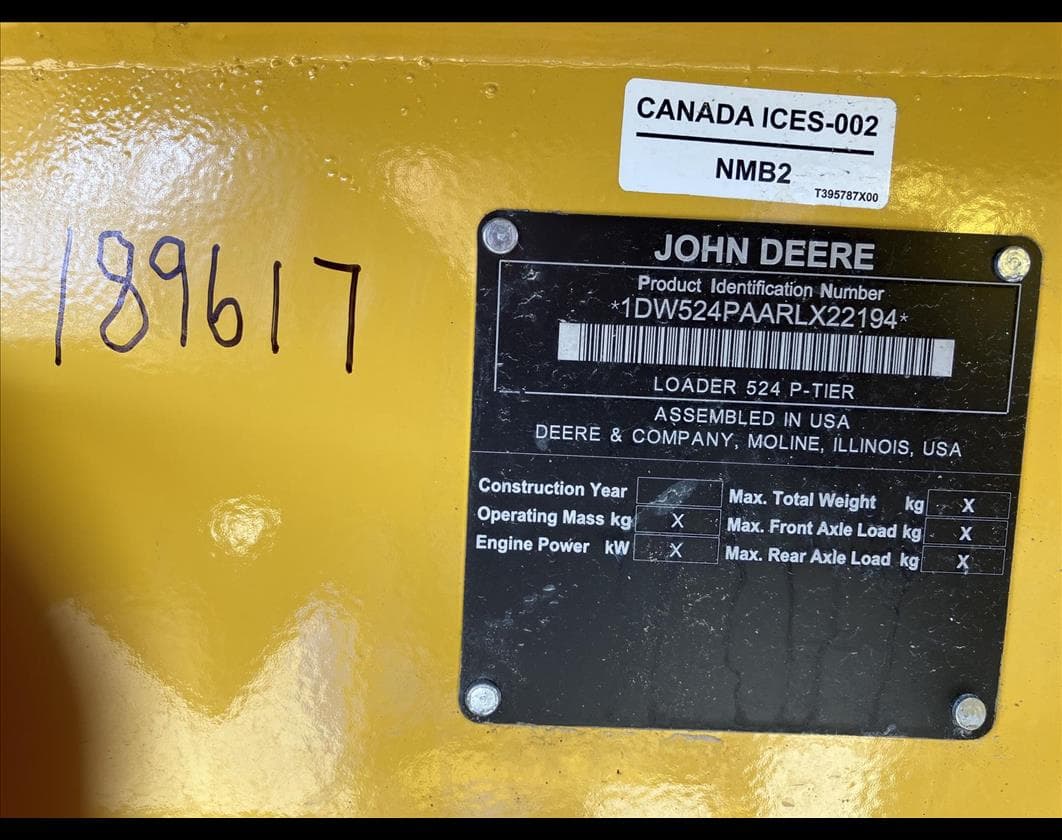 189617
CANADA ICES-002
NMB2
T395787X00
JOHN DEERE
Product Identification Number
*1DW524PAARLX22194*
LOADER 524 P-TIER
ASSEMBLED IN USA
DEERE & COMPANY, MOLINE, ILLINOIS, USA
Construction Year
Operating Mass kg X
Engine Power kW X
Max. Total Weight kg X
Max. Front Axle Load kg X
Max. Rear Axle Load kg X